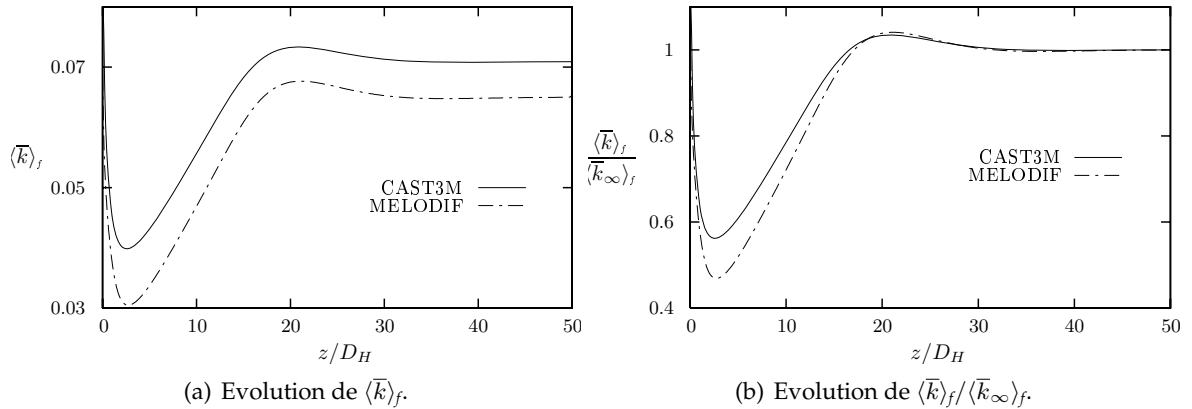 0.07
0.05
0.03
⟨k̅⟩_f
CAST3M
MELODIF
0 10 20 30 40 50
z/D_H
(a) Evolution de ⟨k̅⟩_f.
1
0.8
0.6
0.4
⟨k̅⟩_f
⟨k̅_∞⟩_f
CAST3M
MELODIF
0 10 20 30 40 50
z/D_H
(b) Evolution de ⟨k̅⟩_f/⟨k̅_∞⟩_f.